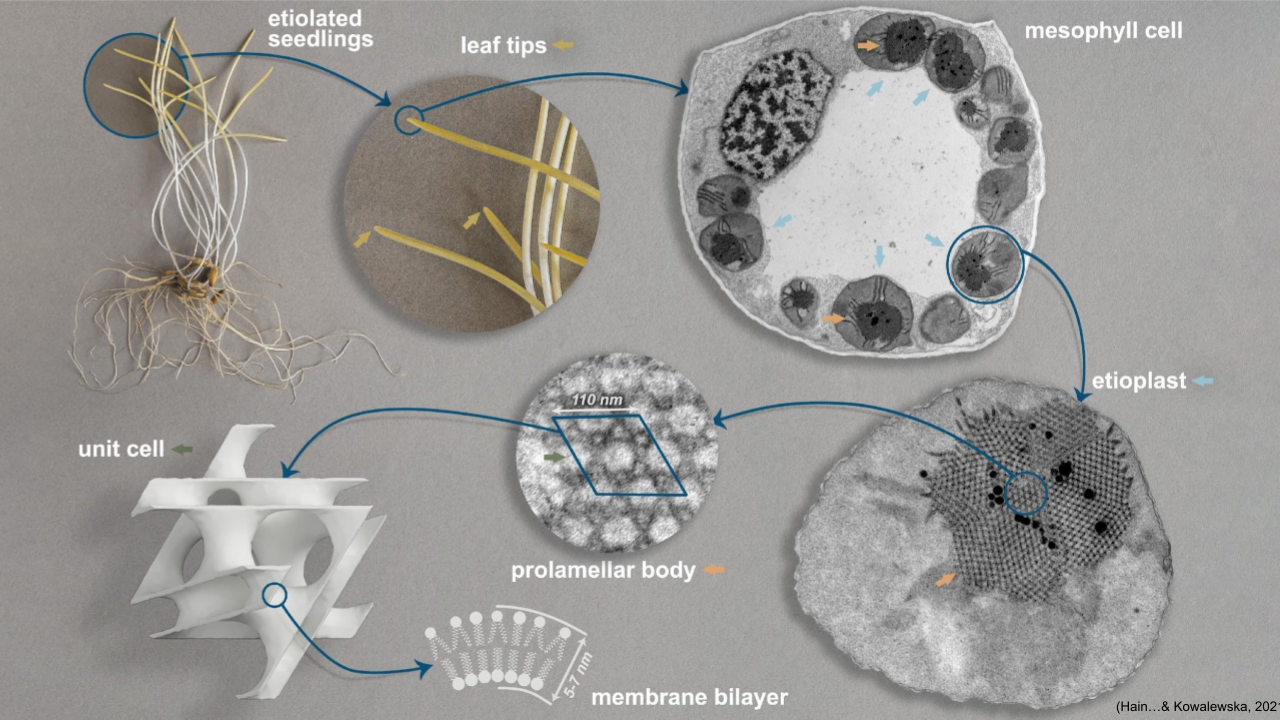 etiolated
seedlings
leaf tips
mesophyll cell
etioplast
110 nm
unit cell
prolamellar body
5-7 nm
membrane bilayer
(Hain...& Kowalewska, 202